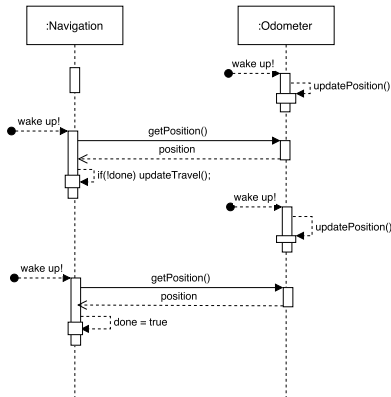 :Navigation
:Odometer
wake up!
updatePosition()
wake up!
getPosition()
position
if(!done) updateTravel();
wake up!
updatePosition()
wake up!
getPosition()
position
done = true